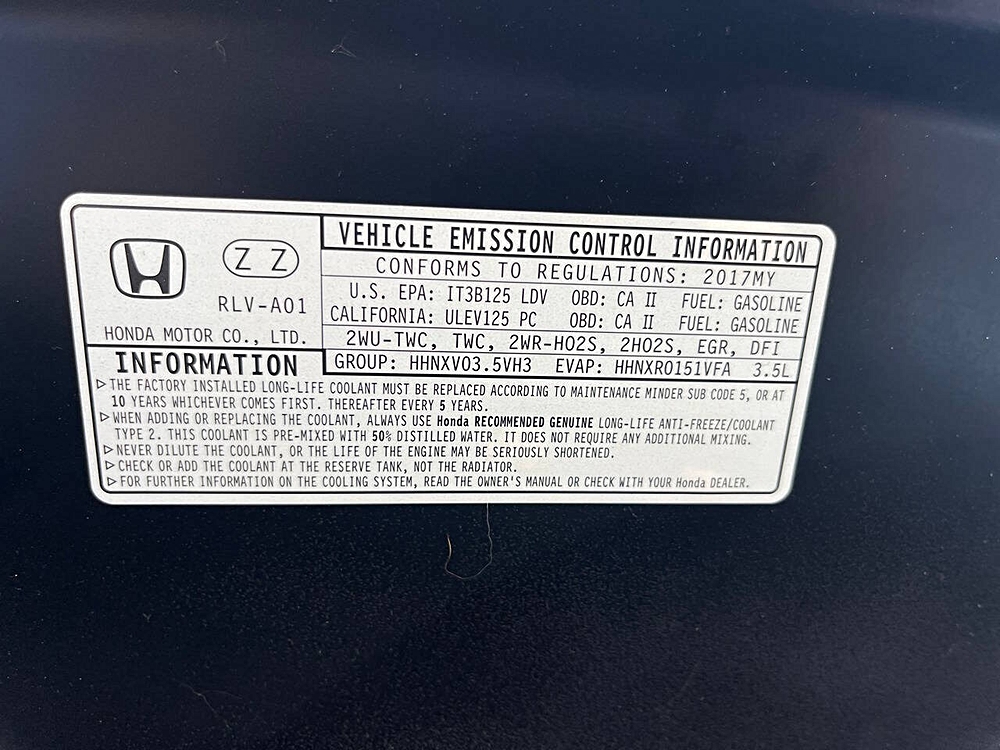 Z Z
RLV-A01
HONDA MOTOR CO., LTD.
VEHICLE EMISSION CONTROL INFORMATION
CONFORMS TO REGULATIONS: 2017MY
U.S. EPA: IT3B125 LDV OBD: CA II FUEL: GASOLINE
CALIFORNIA: ULEV125 PC OBD: CA II FUEL: GASOLINE
2WU-TWC, TWC, 2WR-HO2S, 2HO2S, EGR, DFI
GROUP: HHNXV03.5VH3 EVAP: HHNXR0151VFA 3.5L
INFORMATION
▷THE FACTORY INSTALLED LONG-LIFE COOLANT MUST BE REPLACED ACCORDING TO MAINTENANCE MINDER SUB CODE 5, OR AT
10 YEARS WHICHEVER COMES FIRST. THEREAFTER EVERY 5 YEARS.
▷WHEN ADDING OR REPLACING THE COOLANT, ALWAYS USE Honda RECOMMENDED GENUINE LONG-LIFE ANTI-FREEZE/COOLANT
TYPE 2. THIS COOLANT IS PRE-MIXED WITH 50% DISTILLED WATER. IT DOES NOT REQUIRE ANY ADDITIONAL MIXING.
▷NEVER DILUTE THE COOLANT, OR THE LIFE OF THE ENGINE MAY BE SERIOUSLY SHORTENED.
▷CHECK OR ADD THE COOLANT AT THE RESERVE TANK, NOT THE RADIATOR.
▷FOR FURTHER INFORMATION ON THE COOLING SYSTEM, READ THE OWNER'S MANUAL OR CHECK WITH YOUR Honda DEALER.